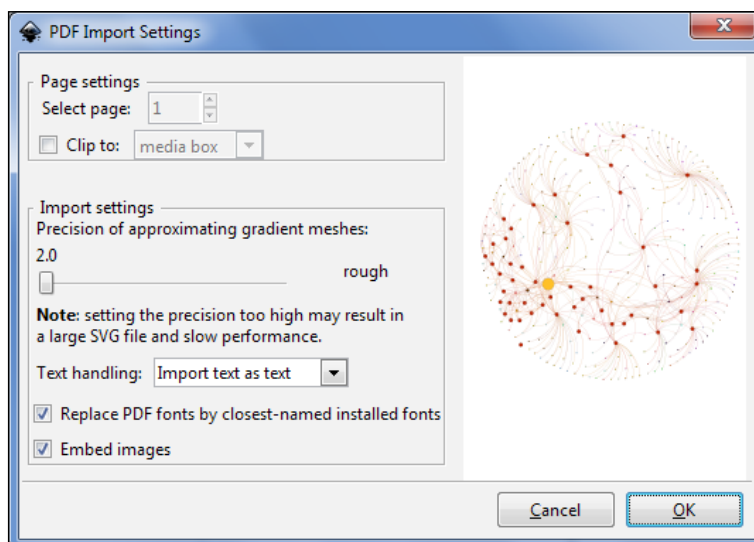 PDF Import Settings
Page settings
Select page: 1
Clip to: media box
Import settings
Precision of approximating gradient meshes:
2.0
rough
Note: setting the precision too high may result in
a large SVG file and slow performance.
Text handling: Import text as text
Replace PDF fonts by closest-named installed fonts
Embed images
Cancel OK